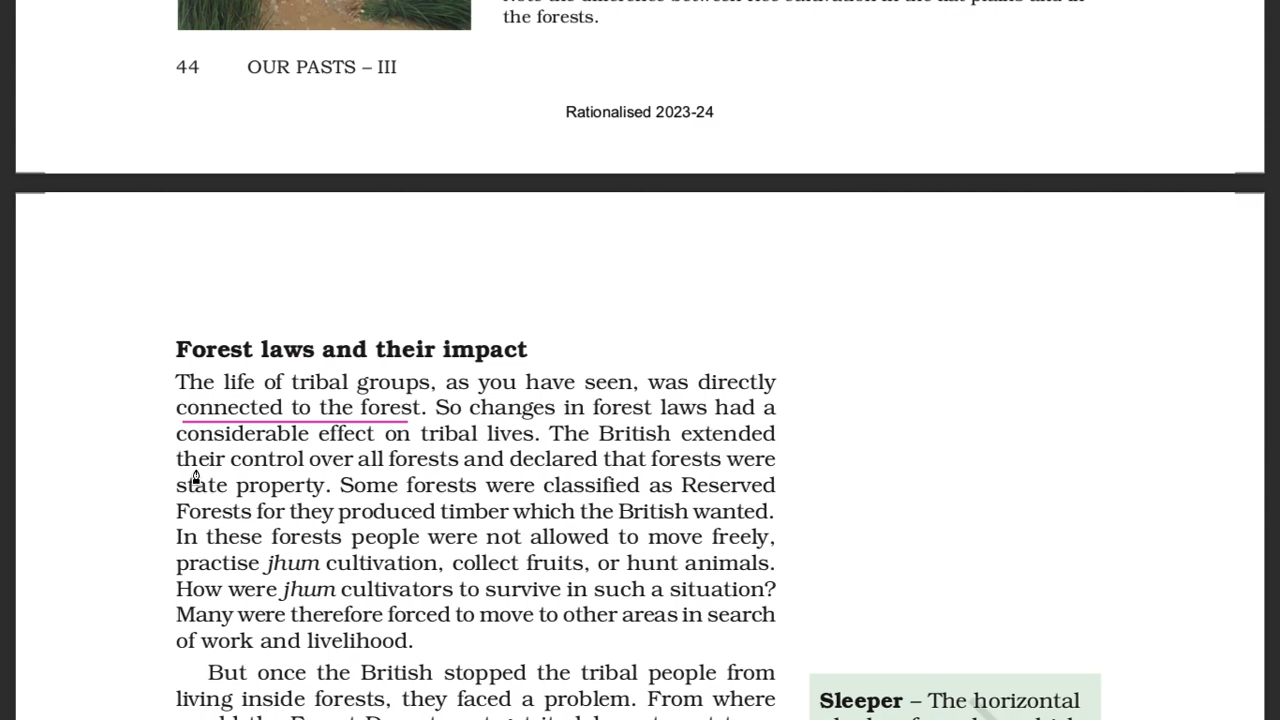 the forests.
44 OUR PASTS – III
Rationalised 2023-24
Forest laws and their impact
The life of tribal groups, as you have seen, was directly
connected to the forest. So changes in forest laws had a
considerable effect on tribal lives. The British extended
their control over all forests and declared that forests were
state property. Some forests were classified as Reserved
Forests for they produced timber which the British wanted.
In these forests people were not allowed to move freely,
practise jhum cultivation, collect fruits, or hunt animals.
How were jhum cultivators to survive in such a situation?
Many were therefore forced to move to other areas in search
of work and livelihood.
But once the British stopped the tribal people from
living inside forests, they faced a problem. From where
Sleeper – The horizontal